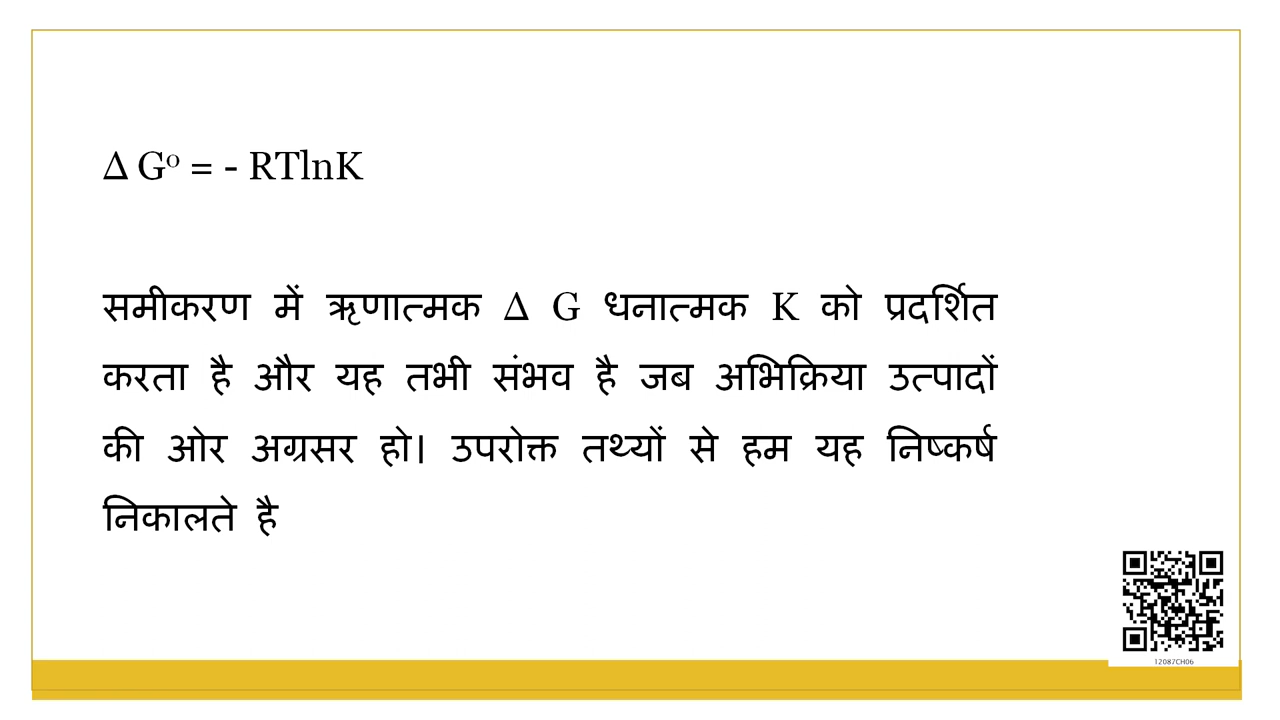 Δ Gº = - RTlnK
समीकरण में ऋणात्मक Δ G धनात्मक K को प्रदर्शित
करता है और यह तभी संभव है जब अभिक्रिया उत्पादों
की ओर अग्रसर हो। उपरोक्त तथ्यों से हम यह निष्कर्ष
निकालते है
12087CH06